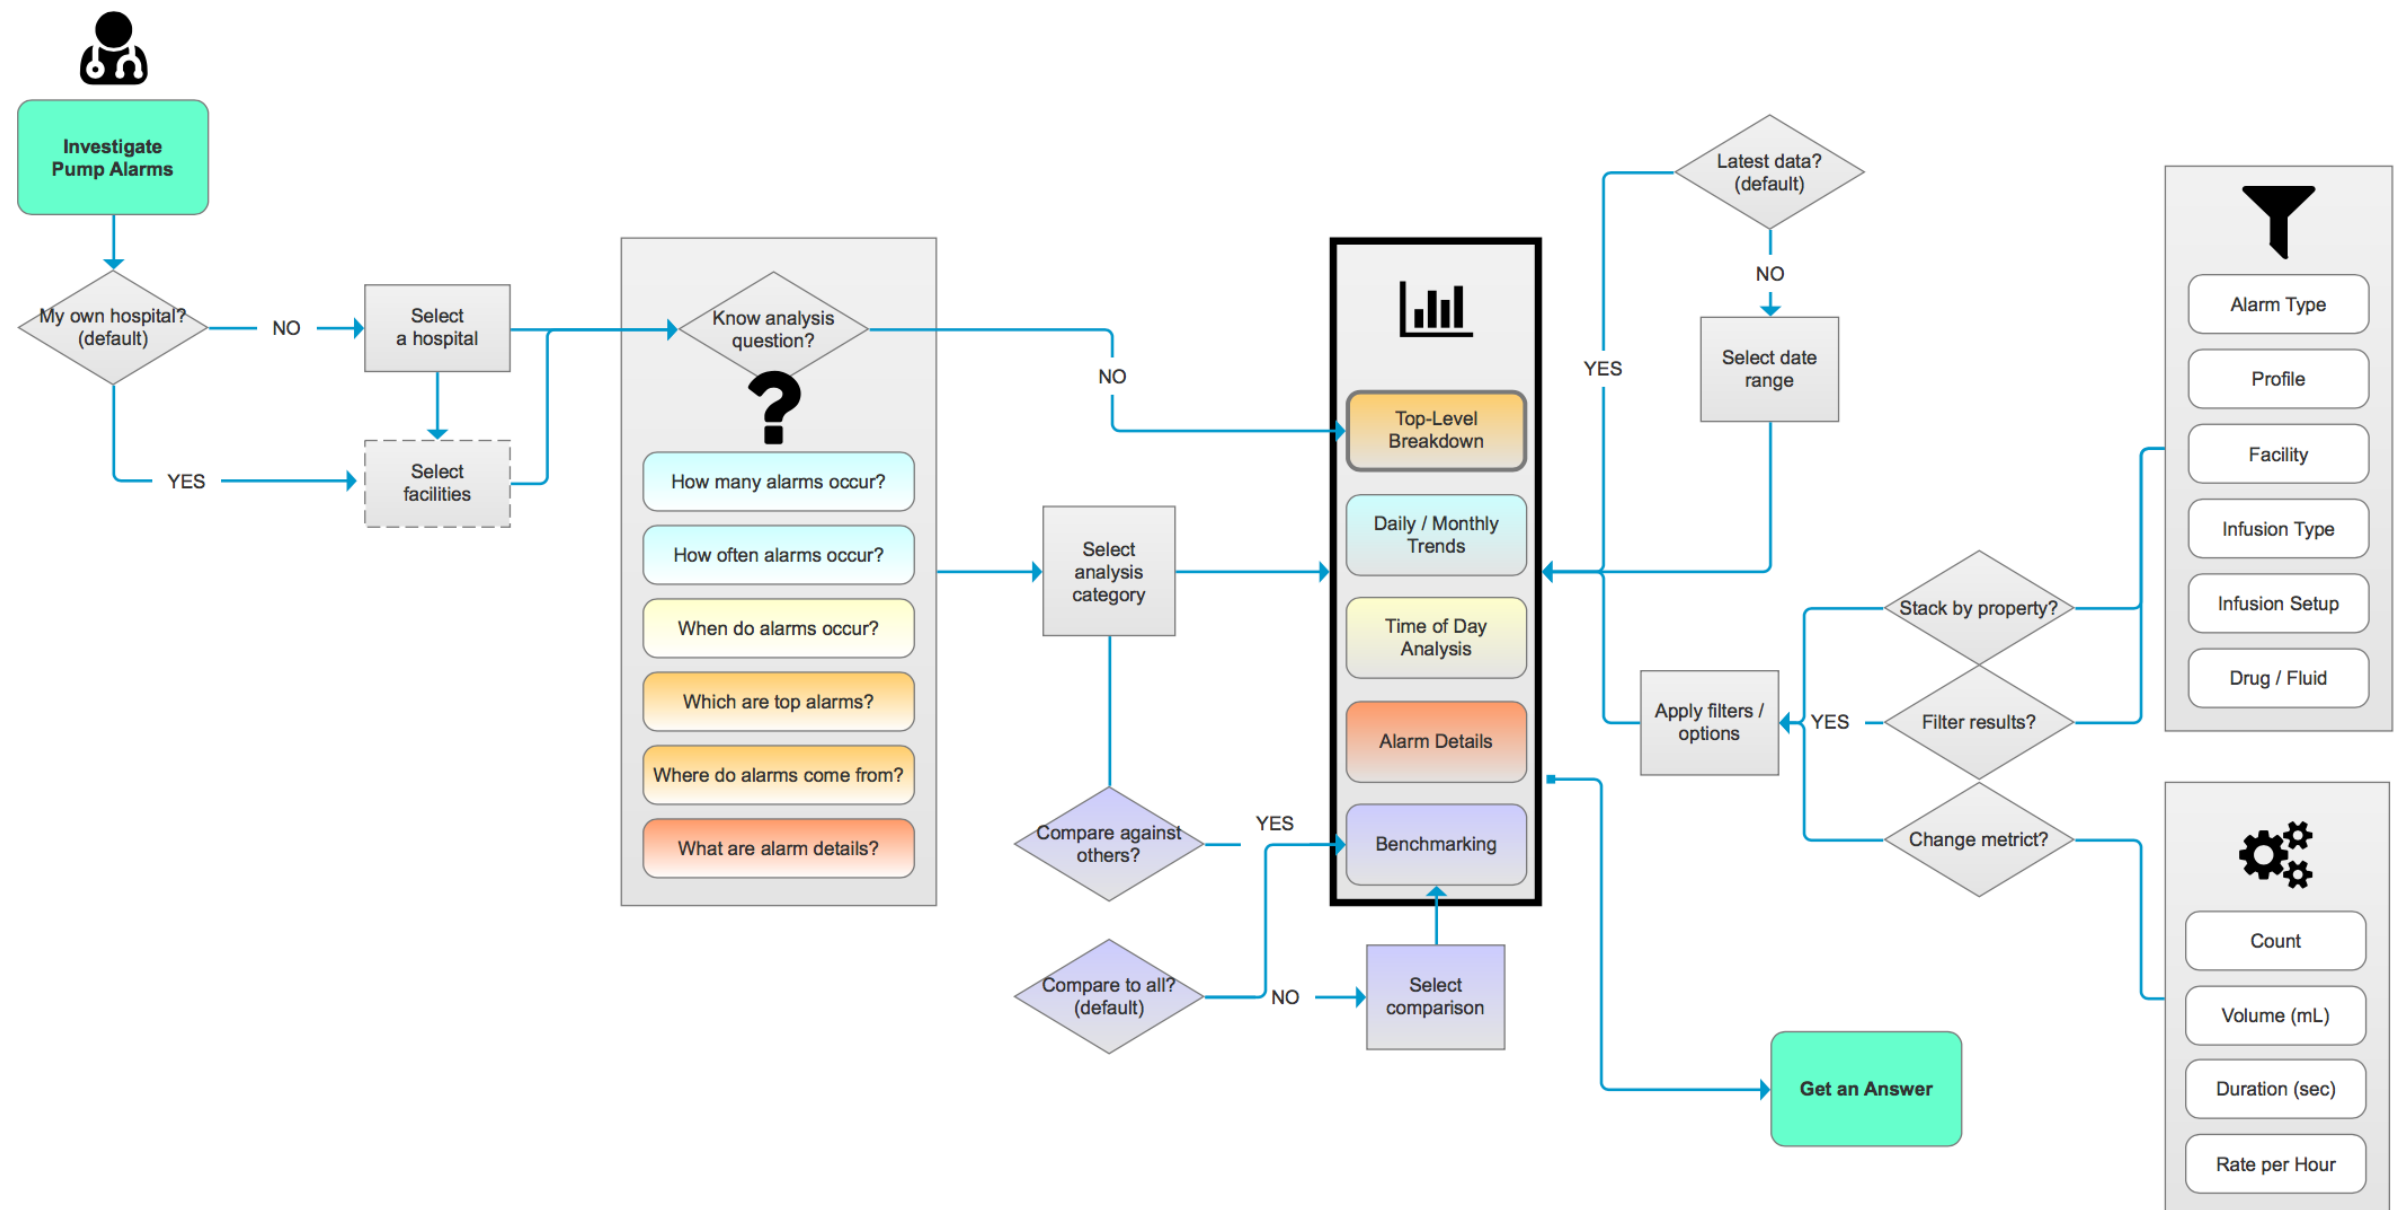 Investigate
Pump Alarms
My own hospital?
(default)
NO
Select
a hospital
YES
Select
facilities
Know analysis
question?
NO
How many alarms occur?
How often alarms occur?
When do alarms occur?
Which are top alarms?
Where do alarms come from?
What are alarm details?
Select
analysis
category
Compare against
others?
YES
Compare to all?
(default)
NO
Select
comparison
Top-Level
Breakdown
Daily / Monthly
Trends
Time of Day
Analysis
Alarm Details
Benchmarking
Latest data?
(default)
NO
YES
Select date
range
Stack by property?
Apply filters /
options
YES
Filter results?
Change metrict?
Get an Answer
Alarm Type
Profile
Facility
Infusion Type
Infusion Setup
Drug / Fluid
Count
Volume (mL)
Duration (sec)
Rate per Hour